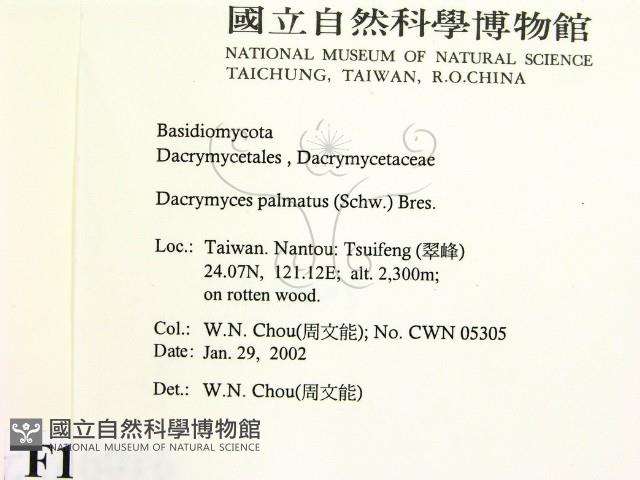 國立自然科學博物館
NATIONAL MUSEUM OF NATURAL SCIENCE
TAICHUNG, TAIWAN, R.O.CHINA
Basidiomycota
Dacrymycetales , Dacrymycetaceae
Dacrymyces palmatus (Schw.) Bres.
Loc.: Taiwan. Nantou: Tsuifeng (翠峰)
24.07N, 121.12E; alt. 2,300m;
on rotten wood.
Col.: W.N. Chou(周文能); No. CWN 05305
Date: Jan. 29, 2002
Det.: W.N. Chou(周文能)
國立自然科學博物館
NATIONAL MUSEUM OF NATURAL SCIENCE
F1